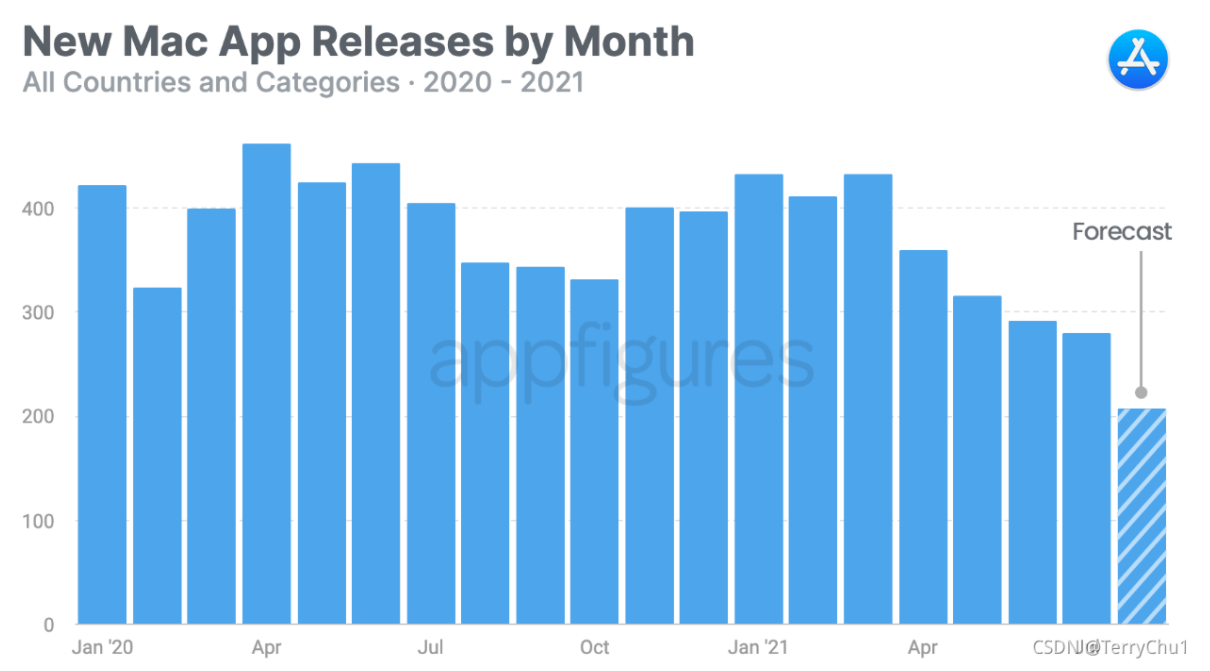 New Mac App Releases by Month
All Countries and Categories · 2020 - 2021
400
300
200
100
0
Forecast
appfigures
Jan '20
Apr
Jul
Oct
Jan '21
Apr
CSDN @TerryChu1